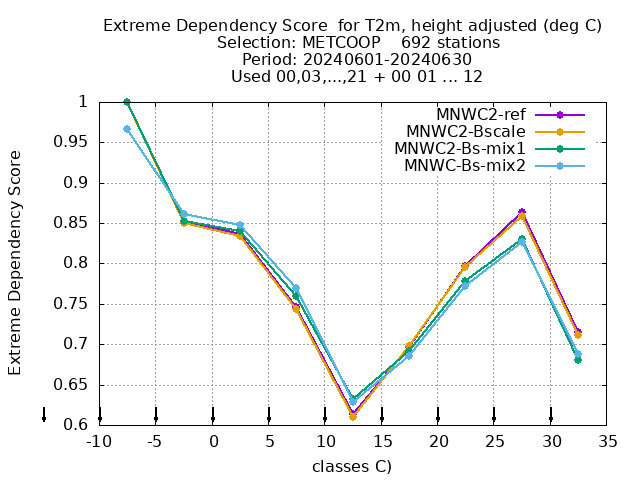 Extreme Dependency Score  for T2m, height adjusted (deg C)
Selection: METCOOP    692 stations
Period: 20240601-20240630
Used 00,03,...,21 + 00 01 ... 12
MNWC2-ref
MNWC2-Bscale
MNWC2-Bs-mix1
MNWC-Bs-mix2
Extreme Dependency Score
1
0.95
0.9
0.85
0.8
0.75
0.7
0.65
0.6
-10 -5 0 5 10 15 20 25 30 35
classes C)